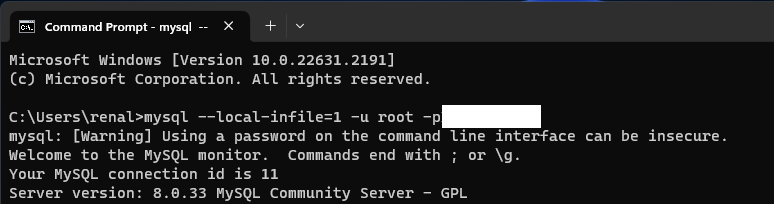 Command Prompt - mysql --
Microsoft Windows [Version 10.0.22631.2191]
(c) Microsoft Corporation. All rights reserved.
C:\Users\renal>mysql --local-infile=1 -u root -p
mysql: [Warning] Using a password on the command line interface can be insecure.
Welcome to the MySQL monitor.  Commands end with ; or \g.
Your MySQL connection id is 11
Server version: 8.0.33 MySQL Community Server - GPL